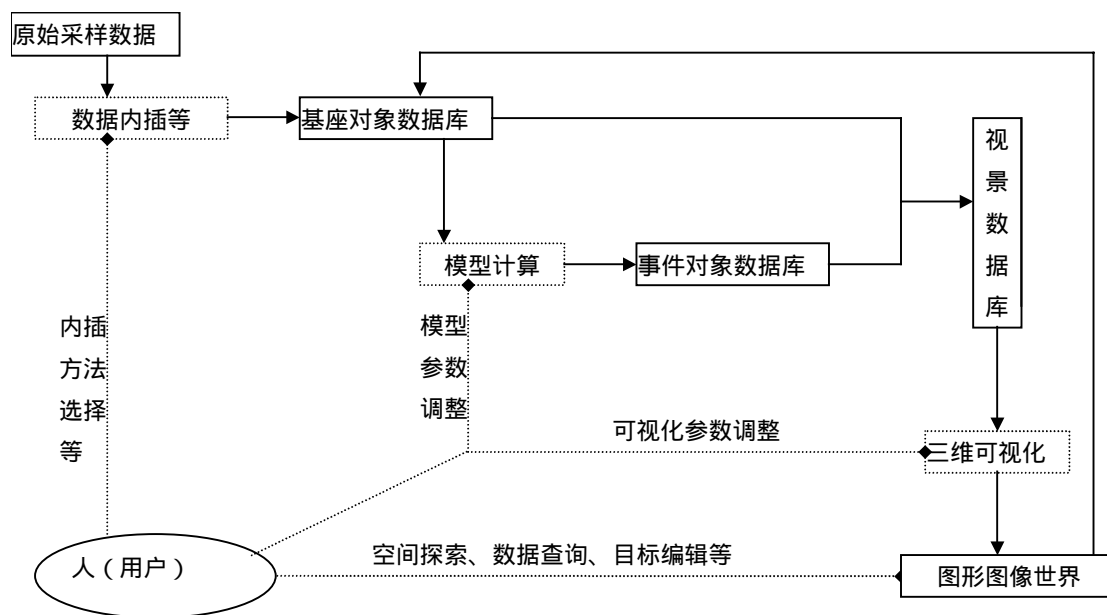 原始采样数据
数据内插等
基座对象数据库
视
景
数
据
库
模型计算
事件对象数据库
内插
方法
选择
等
模型
参数
调整
可视化参数调整
三维可视化
人（用户）
空间探索、数据查询、目标编辑等
图形图像世界